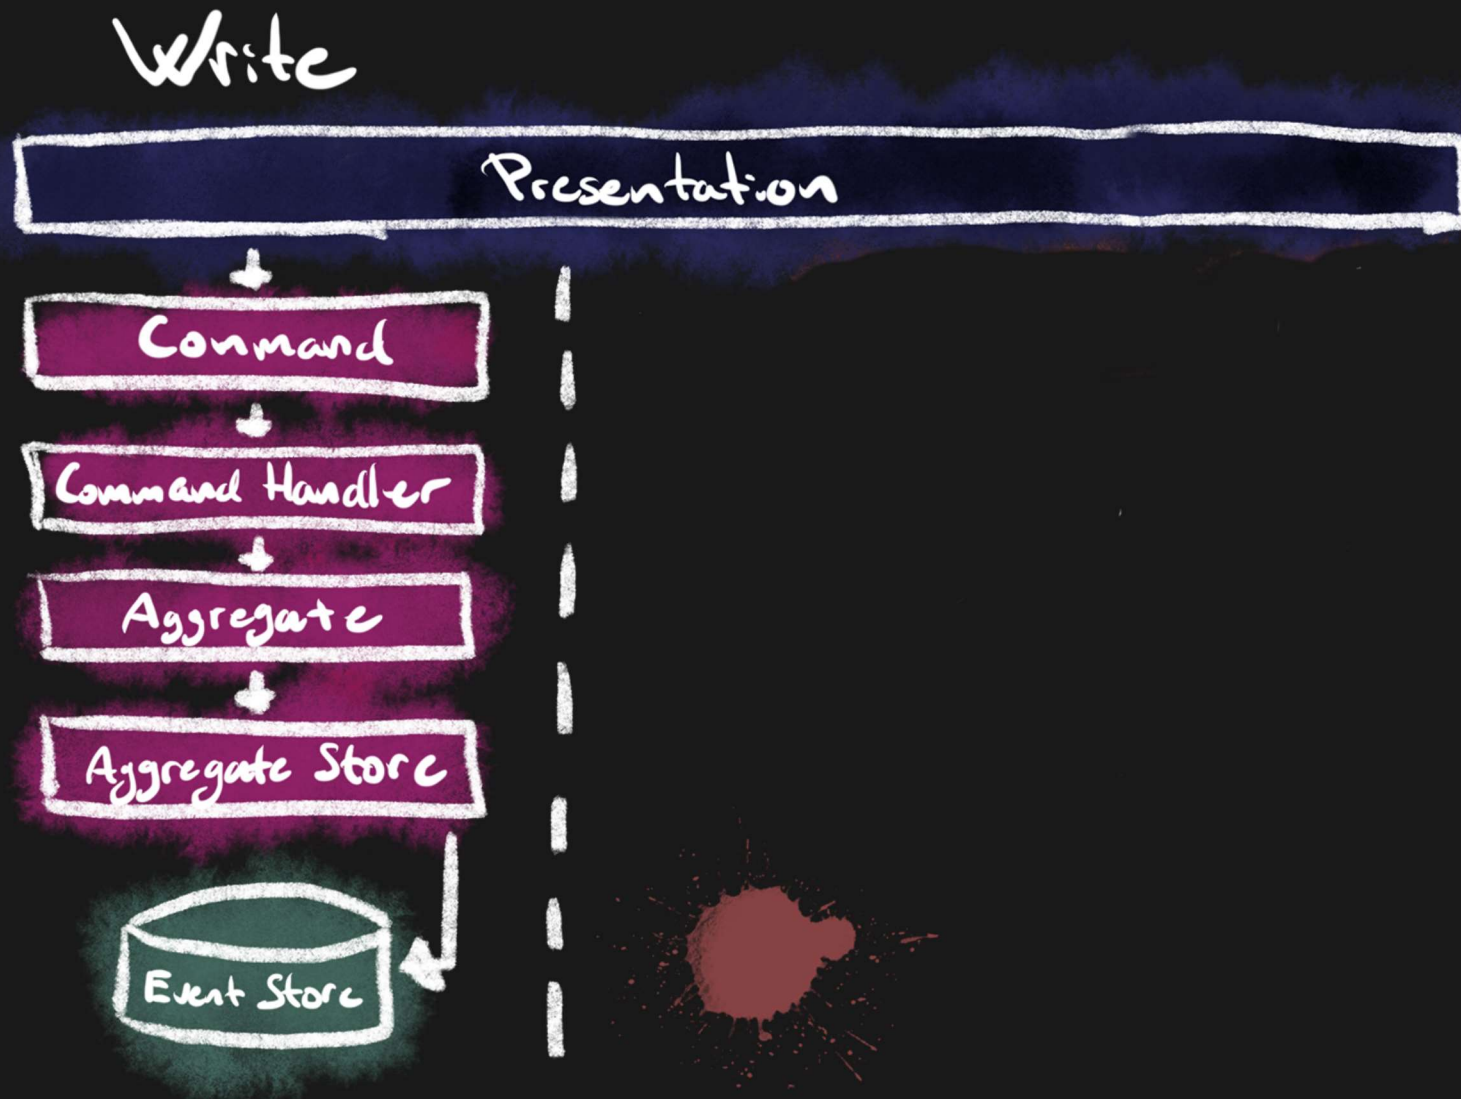 Write
Presentation
Command
Command Handler
Aggregate
Aggregate Store
Event Store